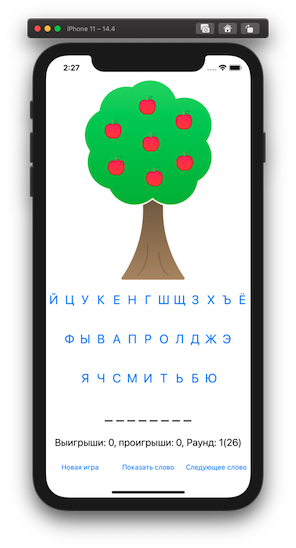 iPhone 11 – 14.4
2:27
Й Ц У К Е Н Г Ш Щ З Х Ъ Ё
Ф Ы В А П Р О Л Д Ж Э
Я Ч С М И Т Ь Б Ю
_ _ _ _ _ _ _ _
Выигрыши: 0, проигрыши: 0, Раунд: 1(26)
Новая игра Показать слово Следующее слово